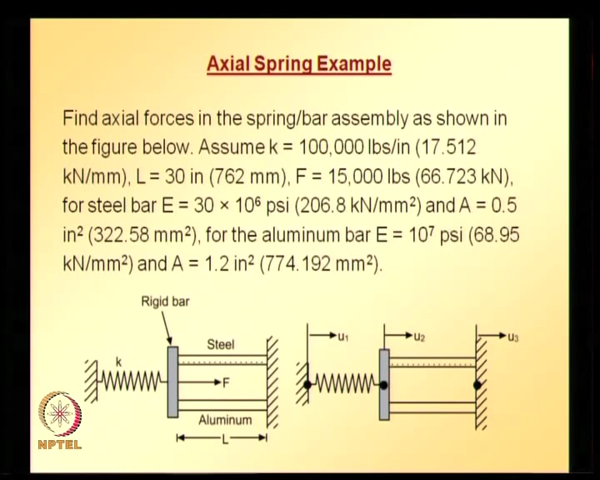 Axial Spring Example
Find axial forces in the spring/bar assembly as shown in
the figure below. Assume k = 100,000 lbs/in (17.512
kN/mm), L = 30 in (762 mm), F = 15,000 lbs (66.723 kN),
for steel bar E = 30 × 10⁶ psi (206.8 kN/mm²) and A = 0.5
in² (322.58 mm²), for the aluminum bar E = 10⁷ psi (68.95
kN/mm²) and A = 1.2 in² (774.192 mm²).
Rigid bar
Steel
k
F
Aluminum
L
u₁
u₂
u₃
NPTEL